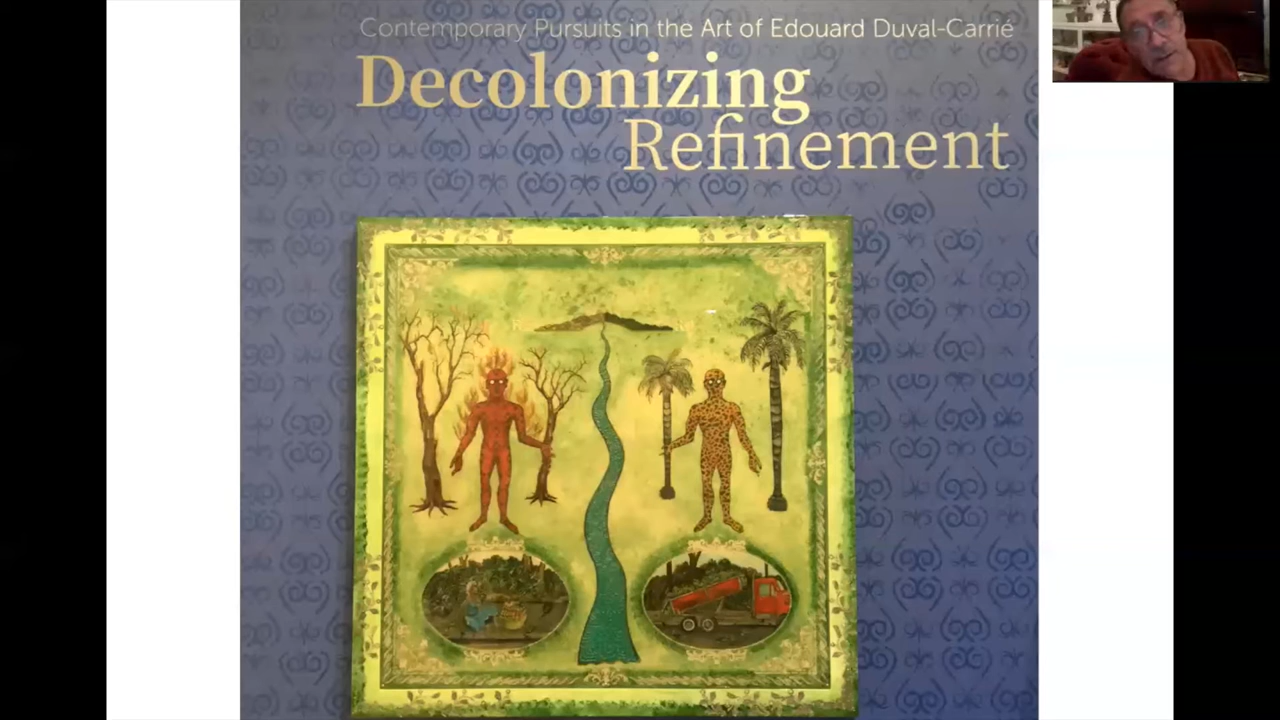 Contemporary Pursuits in the Art of Edouard Duval-Carrié
Decolonizing
Refinement